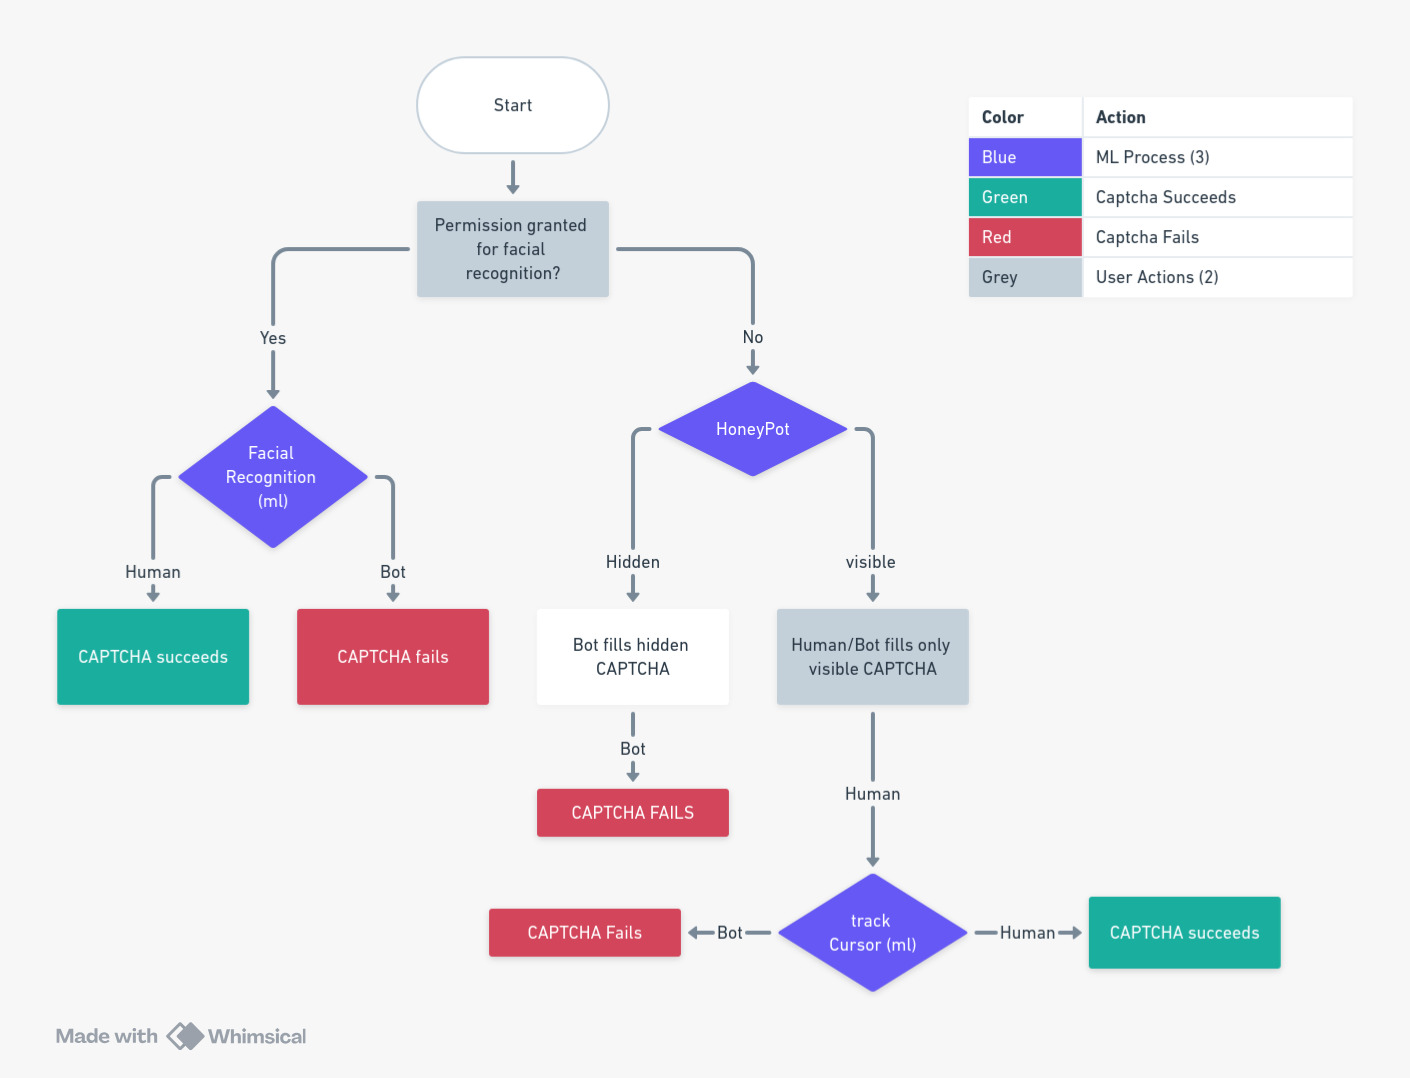 Start
Color Action
Blue ML Process (3)
Green Captcha Succeeds
Red Captcha Fails
Grey User Actions (2)
Permission granted
for facial
recognition?
Yes
No
HoneyPot
Facial
Recognition
(ml)
Hidden
visible
Human
Bot
CAPTCHA succeeds
CAPTCHA fails
Bot fills hidden
CAPTCHA
Human/Bot fills only
visible CAPTCHA
Bot
Human
CAPTCHA FAILS
CAPTCHA Fails
Bot
track
Cursor (ml)
Human
CAPTCHA succeeds
Made with Whimsical